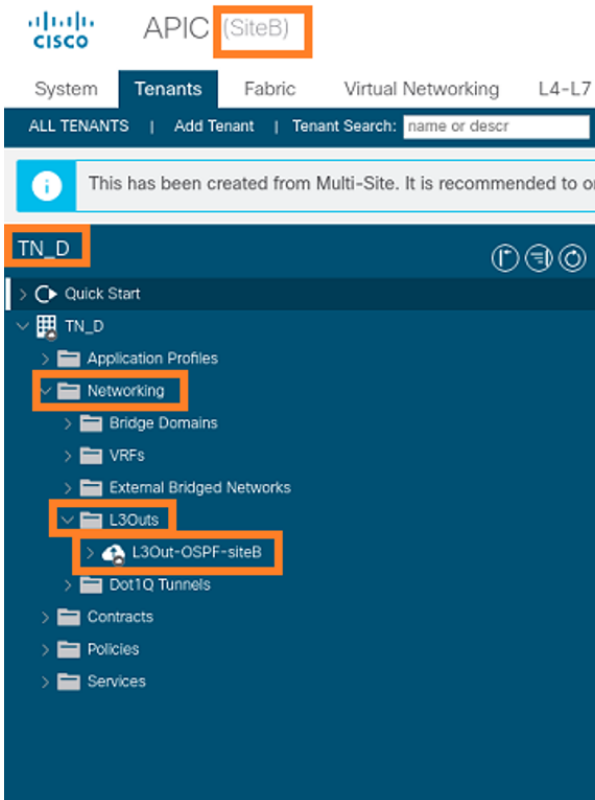 CISCO APIC (SiteB)
System Tenants Fabric Virtual Networking L4-L7
ALL TENANTS | Add Tenant | Tenant Search: name or descr
i This has been created from Multi-Site. It is recommended to o
TN_D
Quick Start
TN_D
Application Profiles
Networking
Bridge Domains
VRFs
External Bridged Networks
L3Outs
L3Out-OSPF-siteB
Dot1Q Tunnels
Contracts
Policies
Services